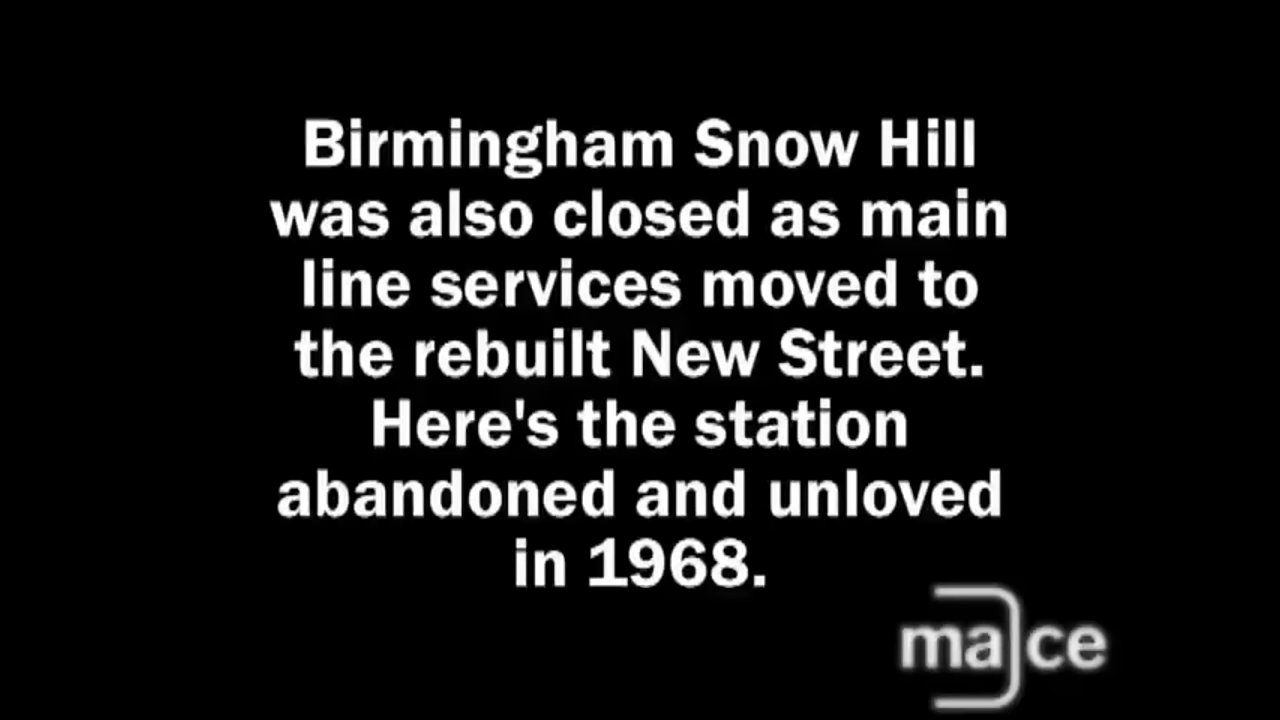 Birmingham Snow Hill
was also closed as main
line services moved to
the rebuilt New Street.
Here's the station
abandoned and unloved
in 1968.
mace